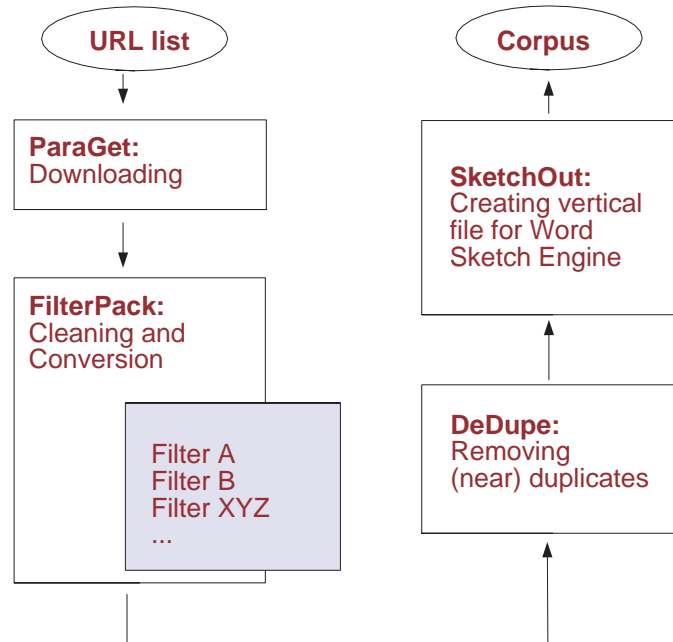 URL list
ParaGet:
Downloading
FilterPack:
Cleaning and
Conversion
Filter A
Filter B
Filter XYZ
...
Corpus
SketchOut:
Creating vertical
file for Word
Sketch Engine
DeDupe:
Removing
(near) duplicates